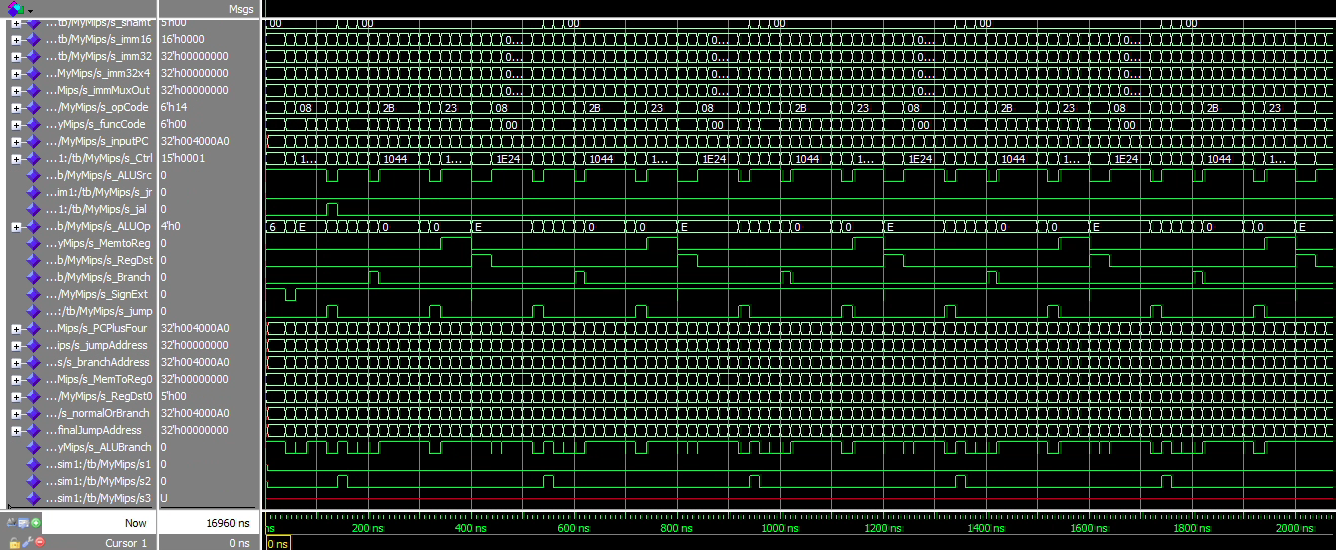 Msgs
...tb/MyMips/s_shamt 5'h00 00 00 00 00 00 00
...tb/MyMips/s_imm16 16'h0000 0... 0... 0... 0...
...tb/MyMips/s_imm32 32'h00000000 0... 0... 0... 0...
...MyMips/s_imm32x4 32'h00000000 0... 0... 0... 0...
...Mips/s_immMuxOut 32'h00000000 0... 0... 0... 0...
.../MyMips/s_opCode 6'h14 08 2B 23 08 2B 23 08 2B 23 08 2B 23 08 2B 23
...yMips/s_funcCode 6'h00 00 00 00 00
.../MyMips/s_inputPC 32'h004000A0
...1:/tb/MyMips/s_Ctrl 15'h0001 1... 1044 1... 1E24 1044 1... 1E24 1044 1... 1E24 1044 1... 1E24 1044 1...
...b/MyMips/s_ALUSrc 0
...im1:/tb/MyMips/s_jr 0
...1:/tb/MyMips/s_jal 0
...b/MyMips/s_ALUOp 4'h0 6 E 0 0 E 0 0 E 0 0 E 0 0 E 0 0 E
...yMips/s_MemtoReg 0
...b/MyMips/s_RegDst 0
...b/MyMips/s_Branch 0
.../MyMips/s_SignExt 0
...:/tb/MyMips/s_jump 0
...Mips/s_PCPlusFour 32'h004000A0
...ips/s_jumpAddress 32'h00000000
...s/s_branchAddress 32'h004000A0
...Mips/s_MemToReg0 32'h00000000
.../MyMips/s_RegDst0 5'h00
.../s_normalOrBranch 32'h004000A0
...finalJumpAddress 32'h00000000
...yMips/s_ALUBranch 0
...sim1:/tb/MyMips/s1 0
...sim1:/tb/MyMips/s2 0
...sim1:/tb/MyMips/s3 U
Now 16960 ns ns 200 ns 400 ns 600 ns 800 ns 1000 ns 1200 ns 1400 ns 1600 ns 1800 ns 2000 ns
Cursor 1 0 ns 0 ns